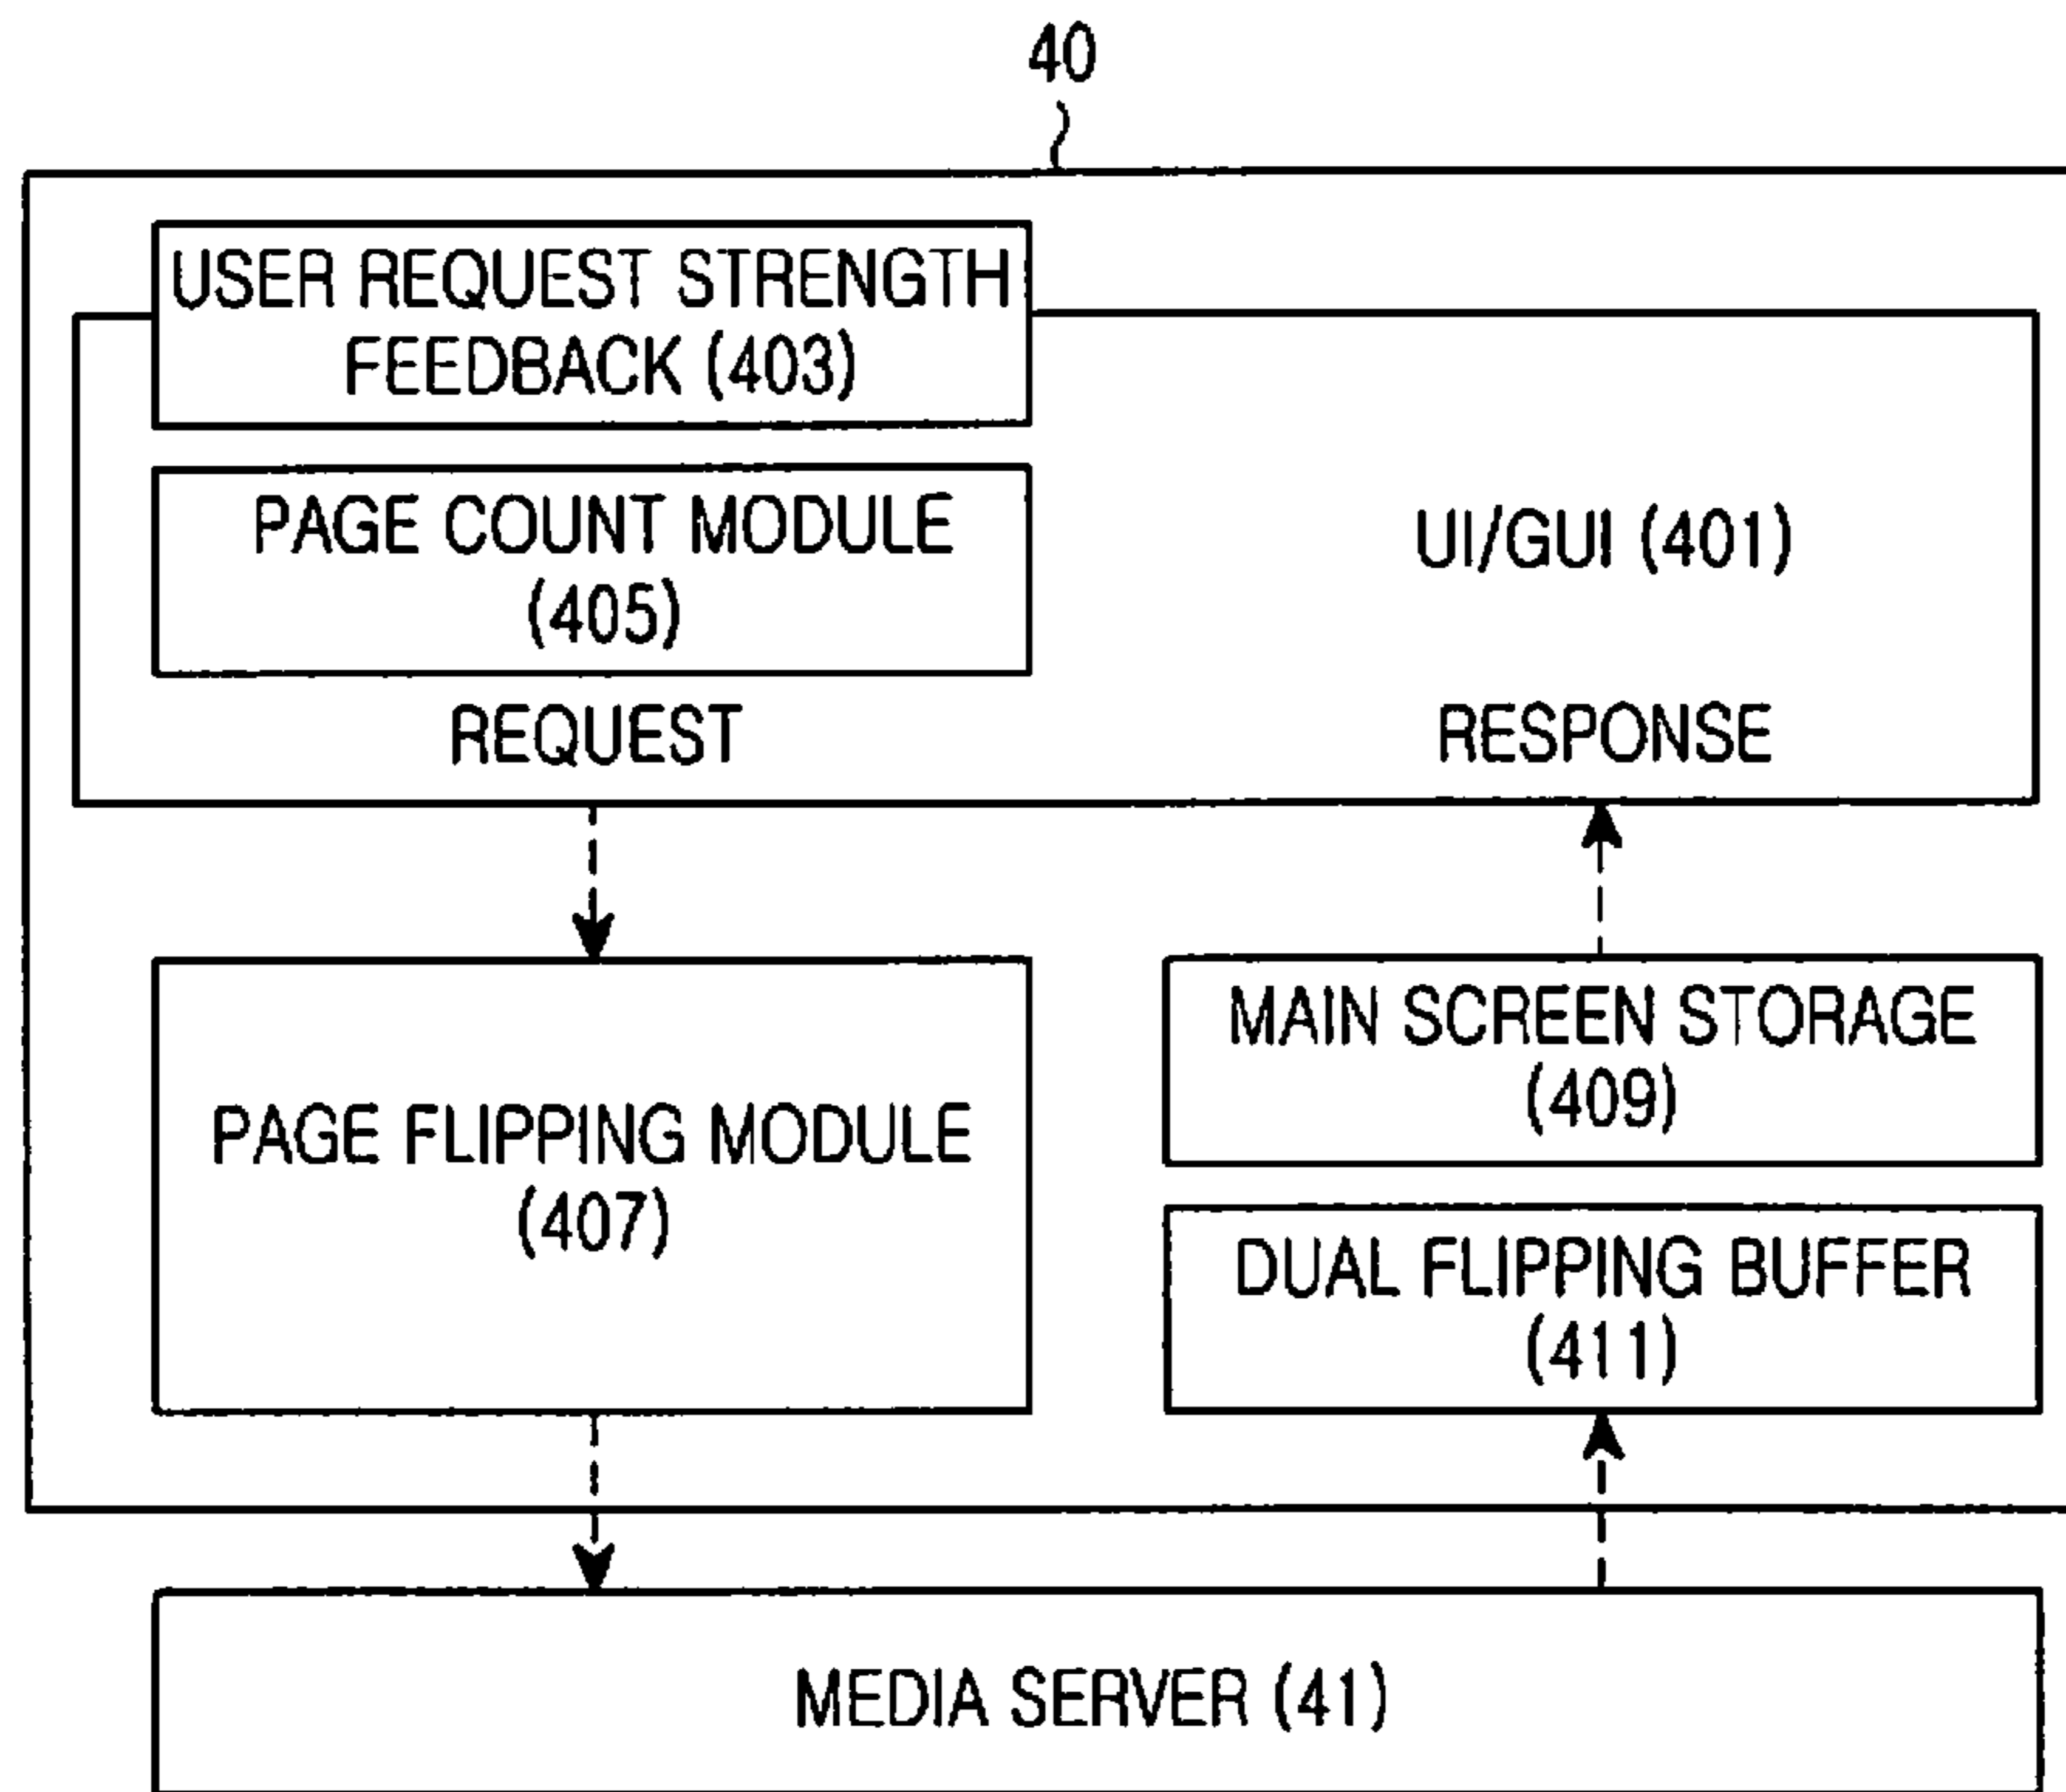 40
USER REQUEST STRENGTH
FEEDBACK (403)
PAGE COUNT MODULE
(405)
UI/GUI (401)
REQUEST
RESPONSE
PAGE FLIPPING MODULE
(407)
MAIN SCREEN STORAGE
(409)
DUAL FLIPPING BUFFER
(411)
MEDIA SERVER (41)